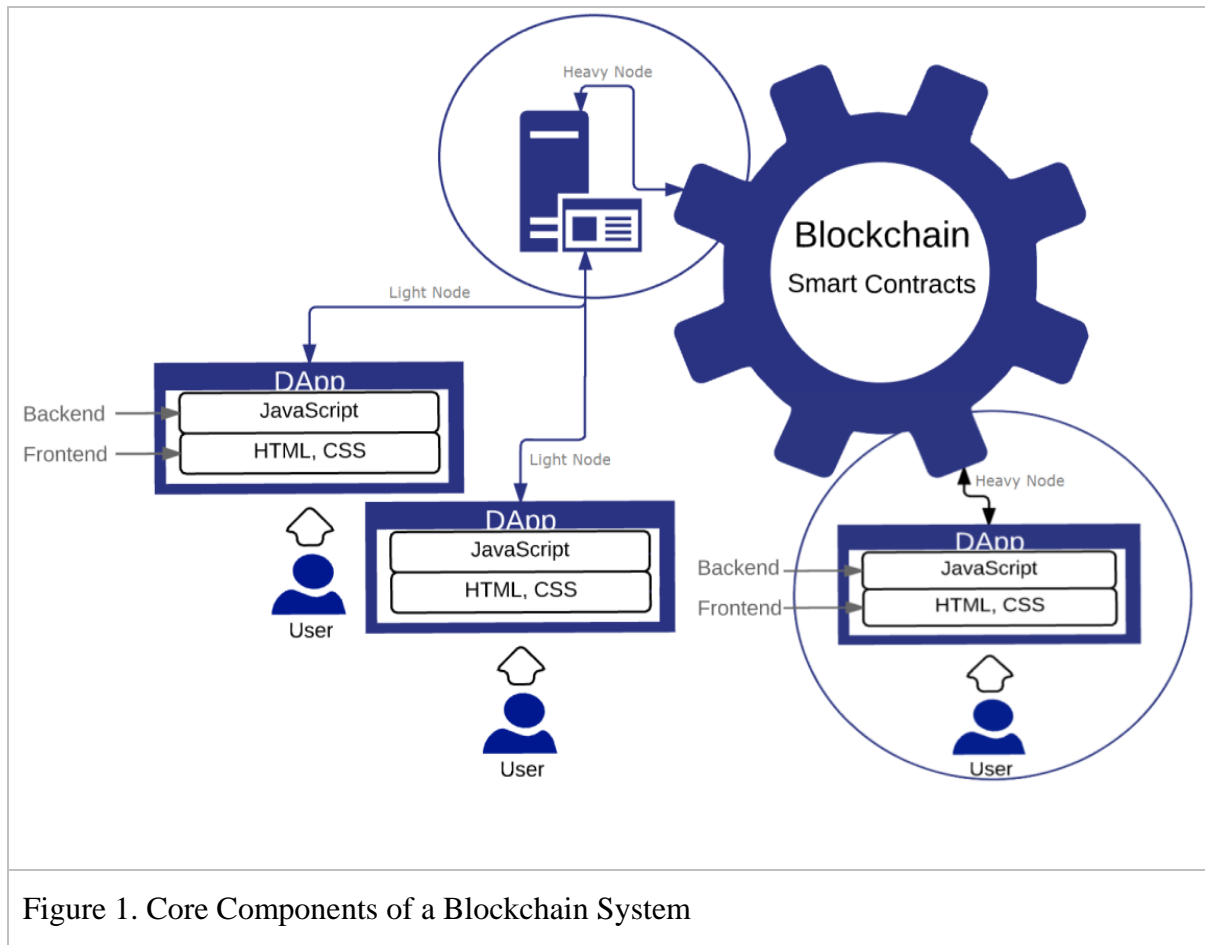 Heavy Node
Blockchain
Smart Contracts
Light Node
DApp
Backend
JavaScript
Frontend
HTML, CSS
User
Light Node
DApp
JavaScript
HTML, CSS
User
Heavy Node
DApp
Backend
JavaScript
Frontend
HTML, CSS
User
Figure 1. Core Components of a Blockchain System